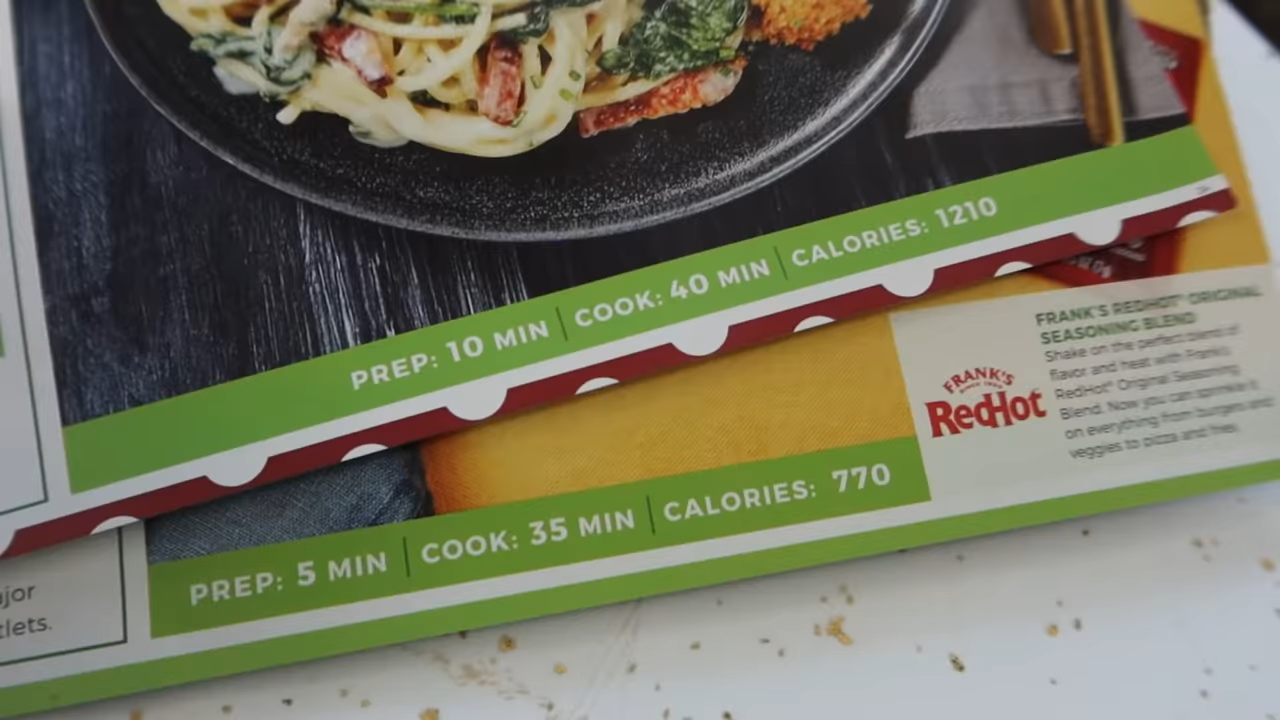 PREP: 10 MIN | COOK: 40 MIN | CALORIES: 1210
FRANK'S REDHOT® ORIGINAL
SEASONING BLEND
Shake on the perfect blend of
flavor and heat with Frank's
RedHot® Original Seasoning
Blend. Now you can sprinkle it
on everything from burgers and
veggies to pizza and fries.
FRANK'S
SINCE 1920
RedHot
PREP: 5 MIN | COOK: 35 MIN | CALORIES: 770
ajor
tlets.